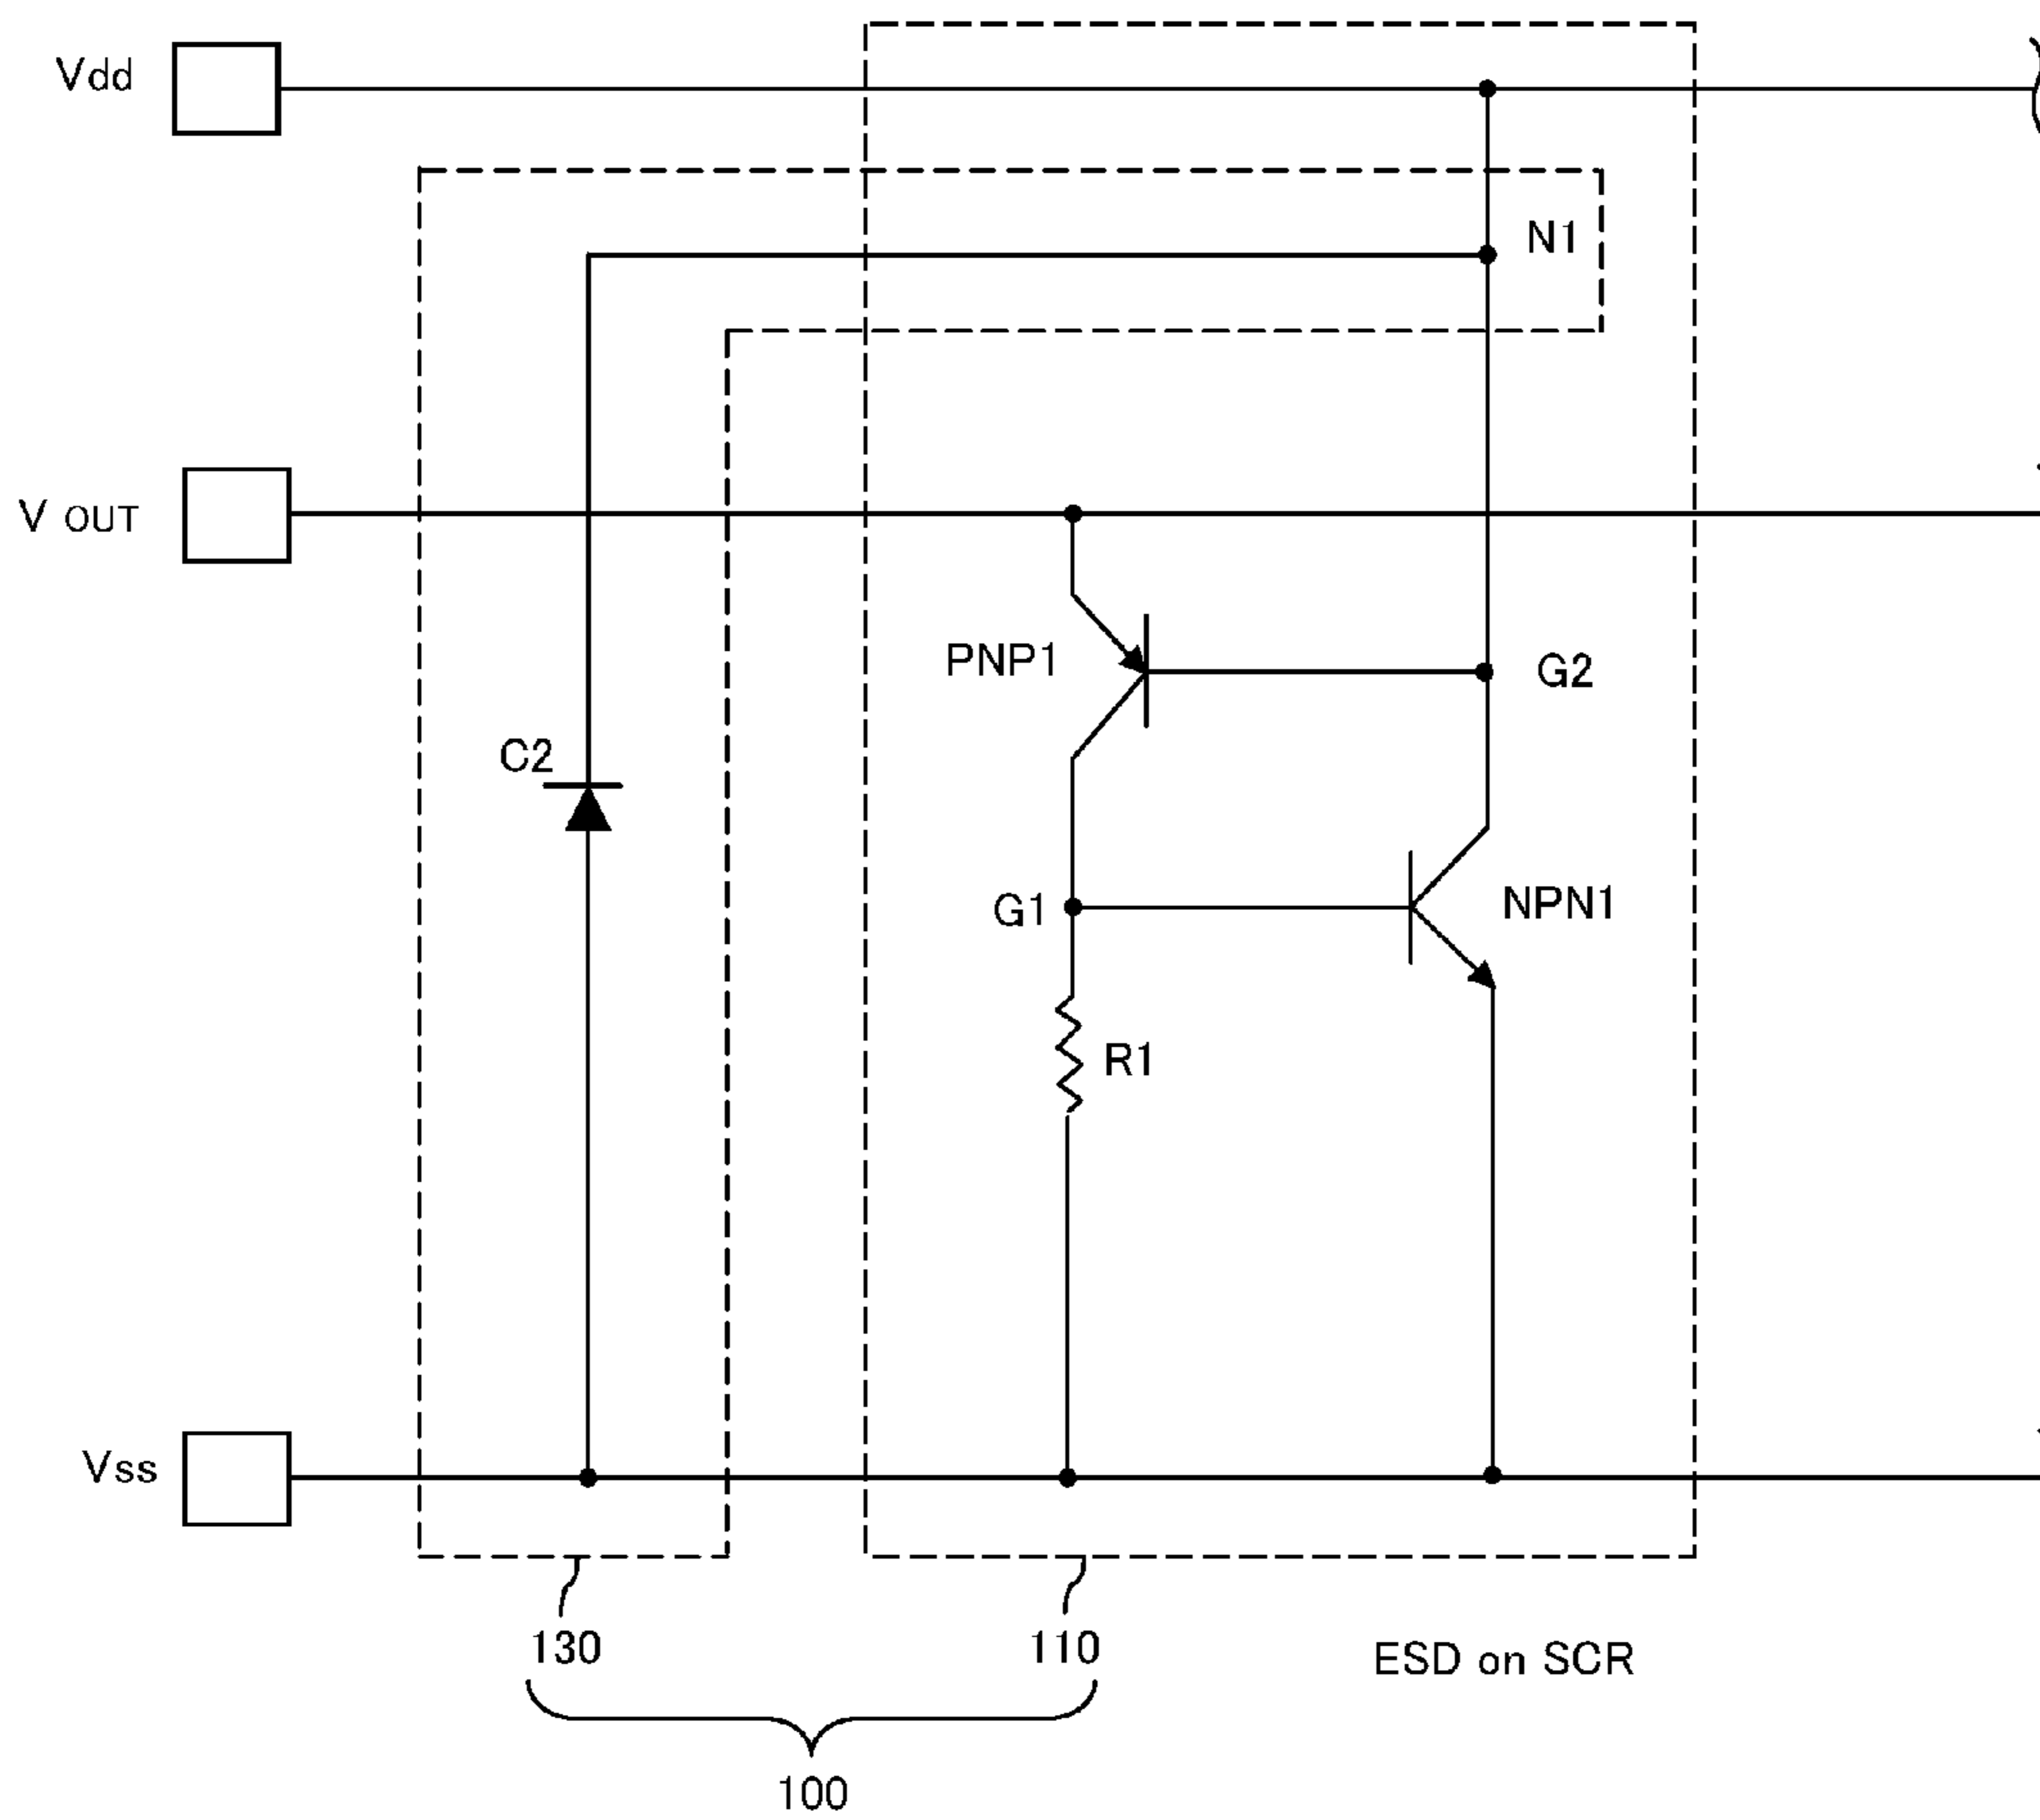 Vdd
N1
V OUT
PNP1
G2
C2
G1
NPN1
R1
Vss
130
110
ESD on SCR
100